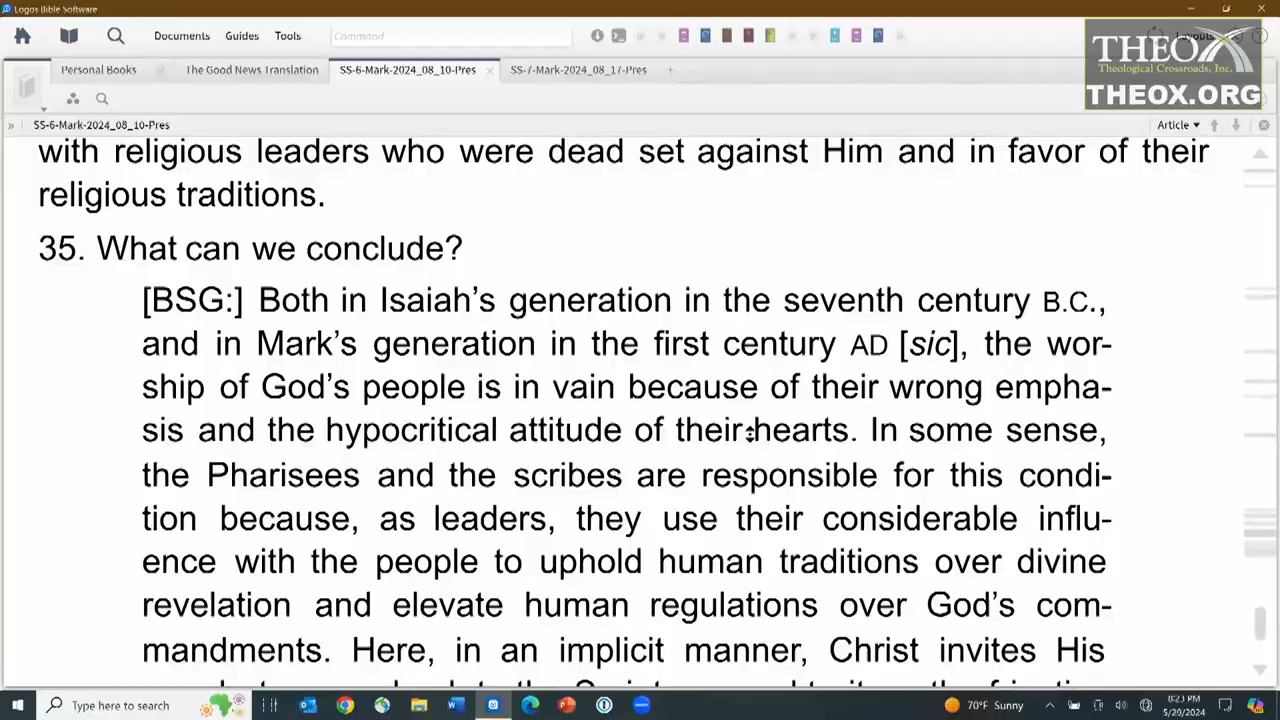 Logos Bible Software
Documents Guides Tools Command
THEOX
Theological Crossroads, Inc.
THEOX.ORG
Personal Books The Good News Translation SS-6-Mark-2024_08_10-Pres SS-7-Mark-2024_08_17-Pres
SS-6-Mark-2024_08_10-Pres Article
with religious leaders who were dead set against Him and in favor of their
religious traditions.
35. What can we conclude?
[BSG:] Both in Isaiah’s generation in the seventh century B.C.,
and in Mark’s generation in the first century AD [sic], the wor-
ship of God’s people is in vain because of their wrong empha-
sis and the hypocritical attitude of their hearts. In some sense,
the Pharisees and the scribes are responsible for this condi-
tion because, as leaders, they use their considerable influ-
ence with the people to uphold human traditions over divine
revelation and elevate human regulations over God’s com-
mandments. Here, in an implicit manner, Christ invites His
Type here to search
70°F Sunny
8:23 PM
5/29/2024